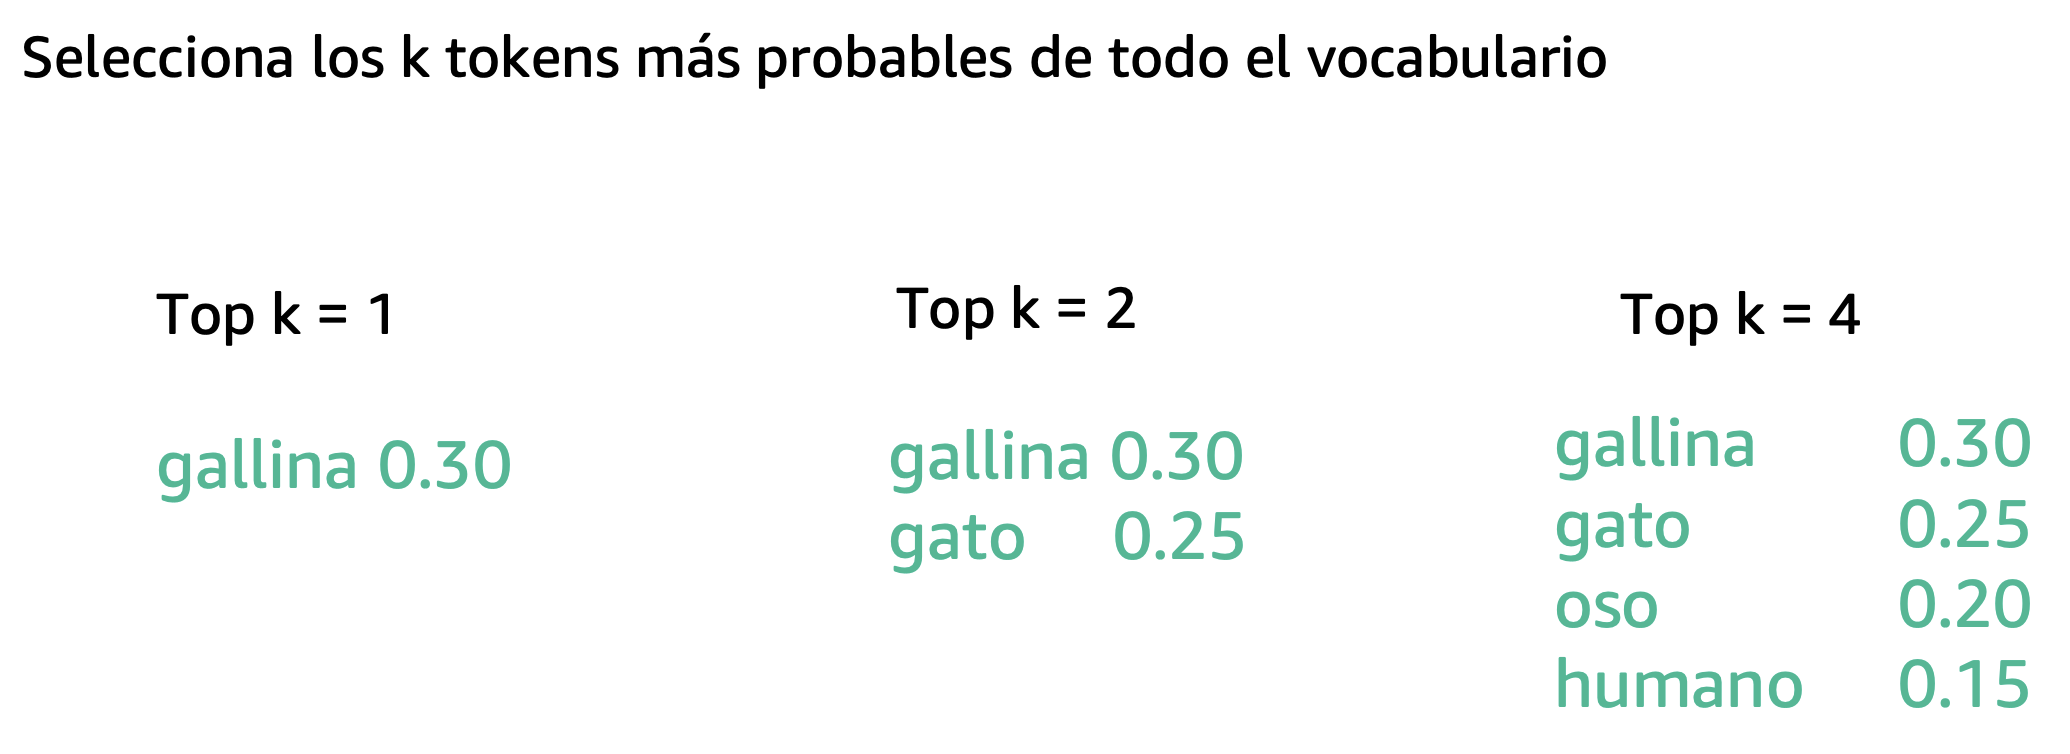 Selecciona los k tokens más probables de todo el vocabulario
Top k = 1
gallina 0.30
Top k = 2
gallina 0.30
gato 0.25
Top k = 4
gallina 0.30
gato 0.25
oso 0.20
humano 0.15